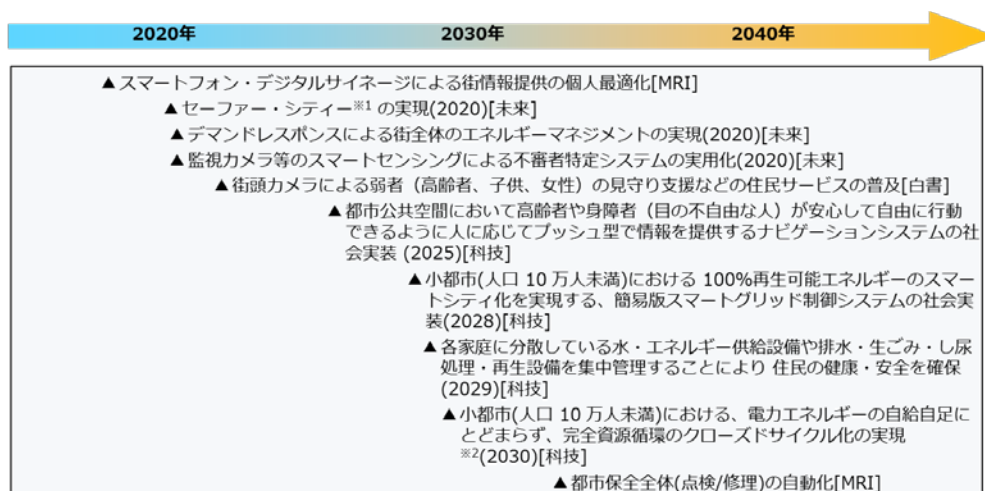 2020年 2030年 2040年
▲スマートフォン・デジタルサイネージによる街情報提供の個人最適化[MRI]
▲セーファー・シティー※1 の実現(2020)[未来]
▲デマンドレスポンスによる街全体のエネルギーマネジメントの実現(2020)[未来]
▲監視カメラ等のスマートセンシングによる不審者特定システムの実用化(2020)[未来]
▲街頭カメラによる弱者（高齢者、子供、女性）の見守り支援などの住民サービスの普及[白書]
▲都市公共空間において高齢者や身障者（目の不自由な人）が安心して自由に行動
できるように人に応じてプッシュ型で情報を提供するナビゲーションシステムの社
会実装 (2025)[科技]
▲小都市(人口 10 万人未満)における 100%再生可能エネルギーのスマー
トシティ化を実現する、簡易版スマートグリッド制御システムの社会実
装(2028)[科技]
▲各家庭に分散している水・エネルギー供給設備や排水・生ごみ・し尿
処理・再生設備を集中管理することにより 住民の健康・安全を確保
(2029)[科技]
▲小都市(人口 10 万人未満)における、電力エネルギーの自給自足に
とどまらず、完全資源循環のクローズドサイクル化の実現
※2(2030)[科技]
▲都市保全全体(点検/修理)の自動化[MRI]